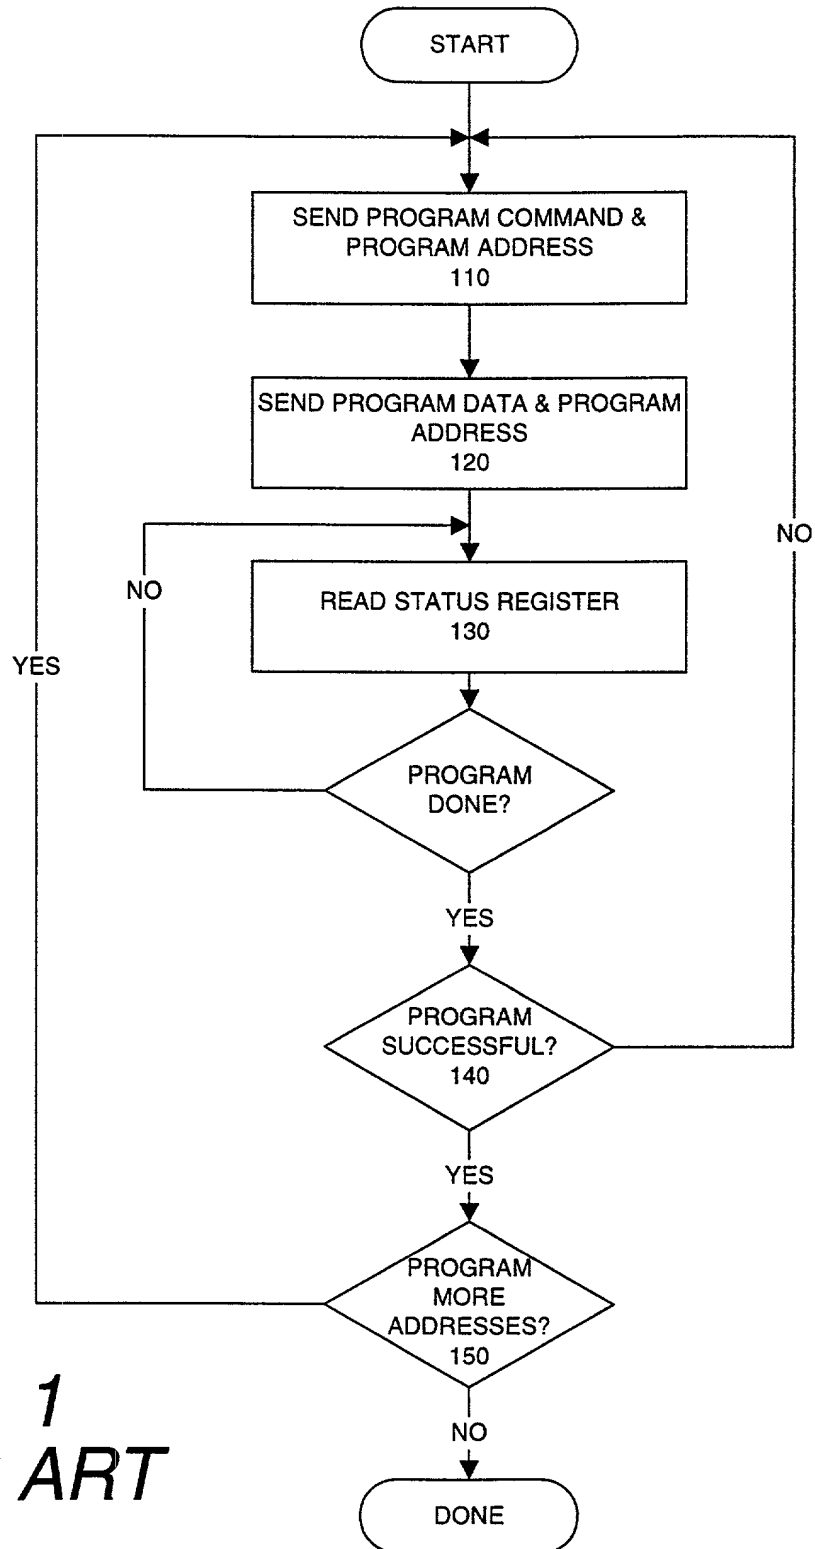 START
SEND PROGRAM COMMAND &
PROGRAM ADDRESS
110
SEND PROGRAM DATA & PROGRAM
ADDRESS
120
NO
NO
READ STATUS REGISTER
130
YES
PROGRAM
DONE?
YES
PROGRAM
SUCCESSFUL?
140
YES
PROGRAM
MORE
ADDRESSES?
150
1
ART
NO
DONE